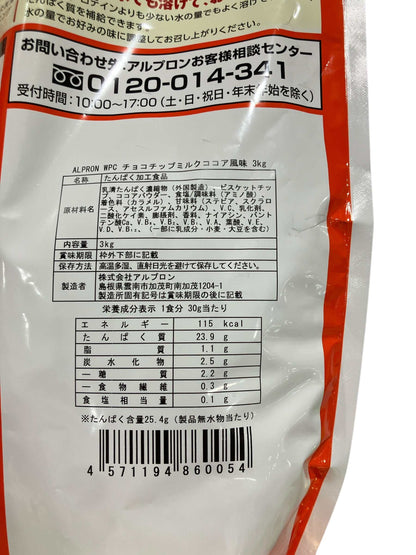 たんぱく質を補給できます。
水の量でお好みの味に調整してお召し上がりください。
お問い合わせ先:アルプロンお客様相談センター
0120-014-341
受付時間:10:00~17:00(土・日・祝日・年末年始を除く)
ALPRON WPC チョコチップミルクココア風味 3kg
名称 たんぱく加工食品
原材料名 乳清たんぱく濃縮物(外国製造)、ビスケットチップ、ココアパウダー、食塩/調味料(アミノ酸)、着色料(カラメル)、甘味料(ステビア、スクラロース、アセスルファムカリウム)、V.C、乳化剤、二酸化ケイ素、膨脹剤、香料、ナイアシン、パントテン酸Ca、V.B₆、V.B₂、V.B₁、V.A、葉酸、V.E、V.D、V.B₁₂、(一部に乳成分・小麦・大豆を含む)
内容量 3kg
賞味期限 枠外下部に記載
保存方法 高温多湿、直射日光を避けて保存してください。
製造者 株式会社アルプロン
島根県雲南市加茂町南加茂1204-1
製造所固有記号は賞味期限の後に記載
栄養成分表示 1食分 30g当たり
エネルギー 115 kcal
たんぱく質 23.9 g
脂質 1.1 g
炭水化物 2.5 g
-糖質 2.2 g
-食物繊維 0.3 g
食塩相当量 0.1 g
※たんぱく含量25.4g(製品無水物当たり)
4 571194 860054